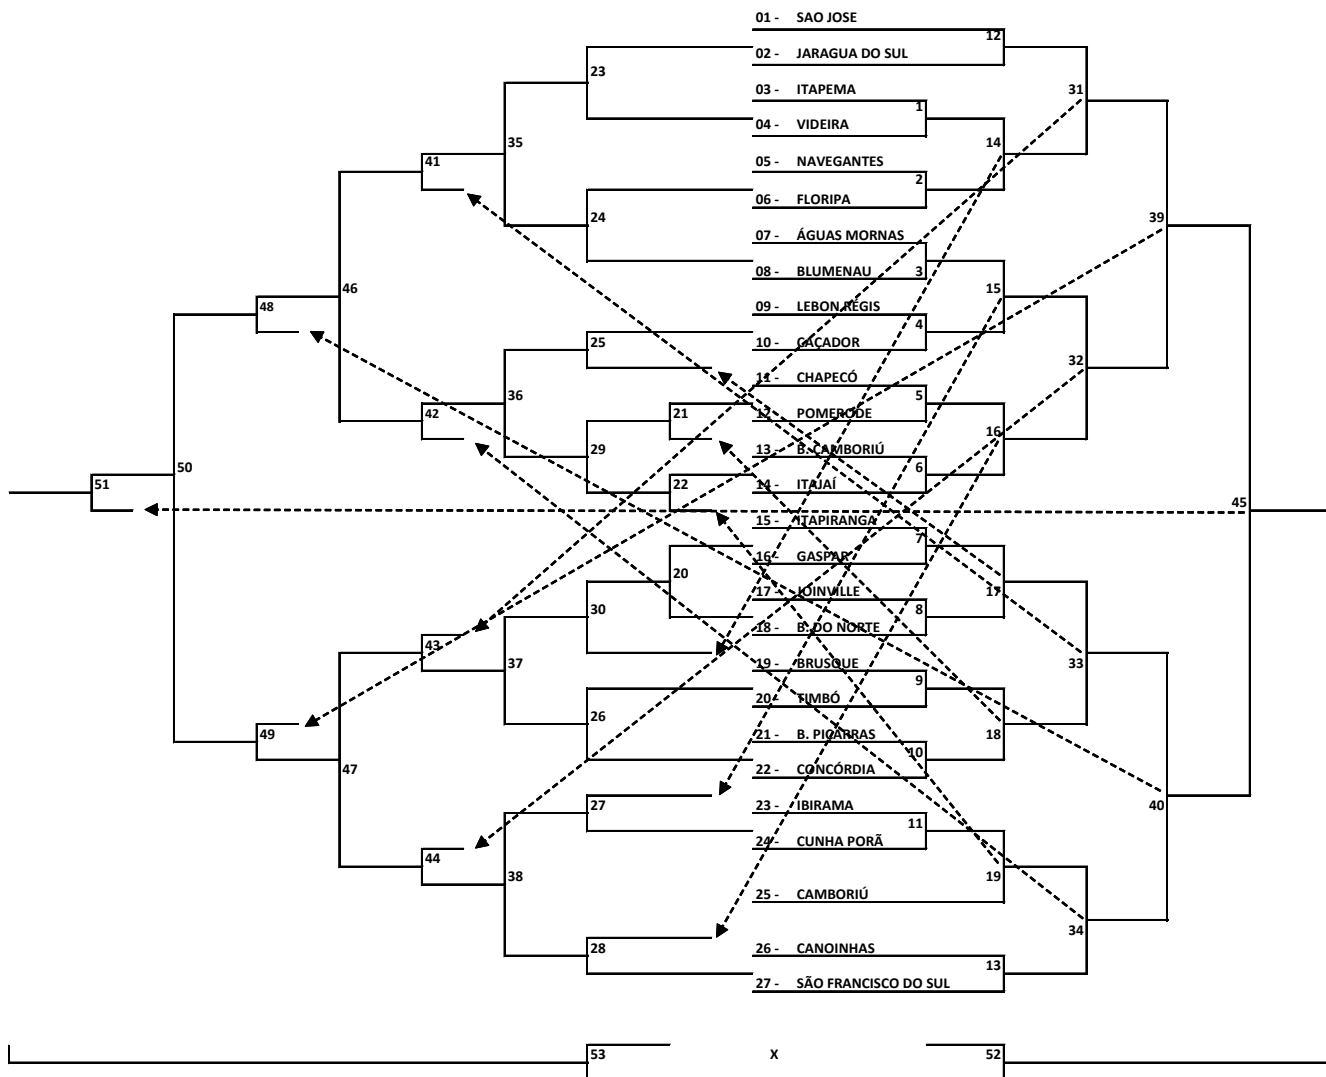 01 - SAO JOSE
12
02 - JARAGUA DO SUL
23
03 - ITAPEMA
31
1
04 - VIDEIRA
35
14
41
05 - NAVEGANTES
2
06 - FLORIPA
24
39
07 - ÁGUAS MORNAS
08 - BLUMENAU
3
46
15
48
09 - LEBON RÉGIS
4
25
10 - CAÇADOR
32
11 - CHAPECÓ
36
5
42
21
12 - POMERODE
16
29
13 - B. CAMBORIÚ
50
6
51
22
14 - ITAJAÍ
45
15 - ITAPIRANGA
7
16 - GASPAR
20
17 - JOINVILLE
17
30
8
18 - B. DO NORTE
43
37
19 - BRUSQUE
33
9
20 - TIMBÓ
26
49
21 - B. PIÇARRAS
18
10
47
22 - CONCÓRDIA
27
23 - IBIRAMA
40
11
24 - CUNHA PORÃ
44
38
19
25 - CAMBORIÚ
34
28
26 - CANOINHAS
13
27 - SÃO FRANCISCO DO SUL
53
X
52